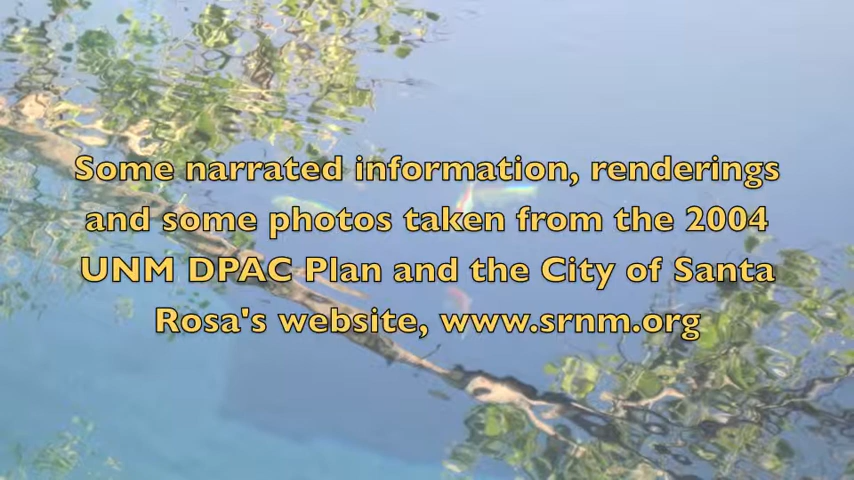 Some narrated information, renderings
and some photos taken from the 2004
UNM DPAC Plan and the City of Santa
Rosa's website, www.srnm.org